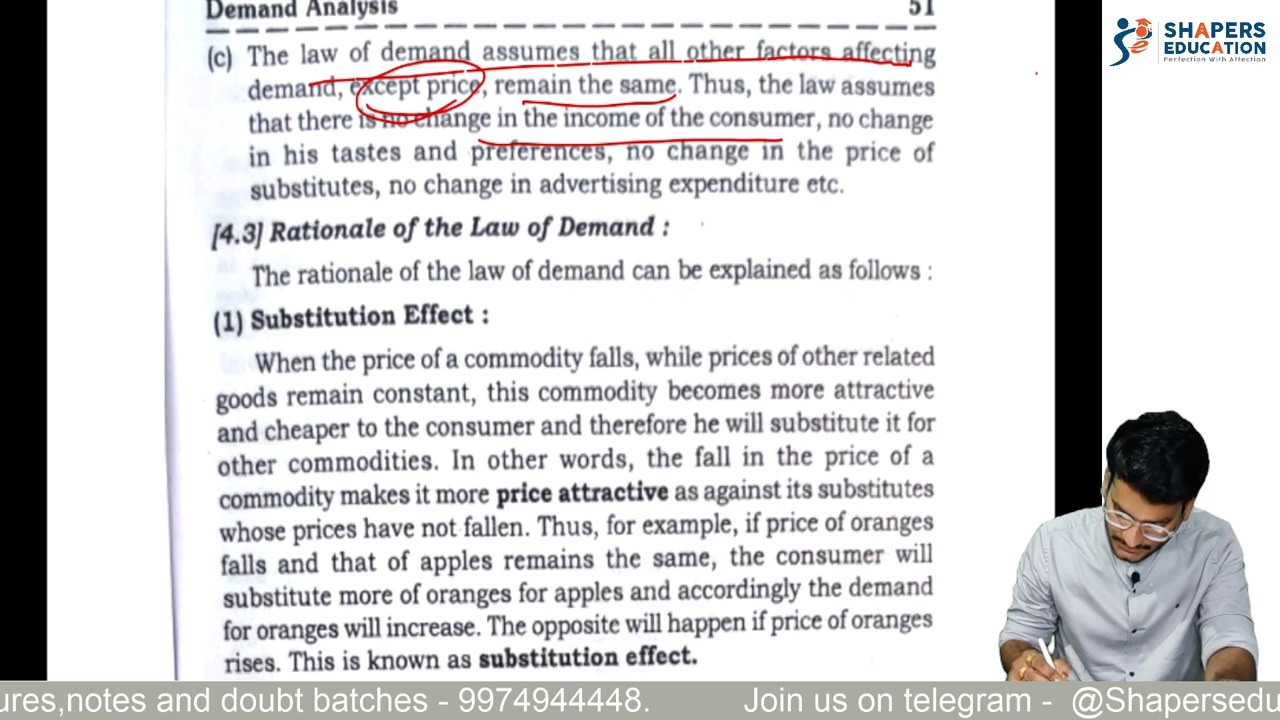 Demand Analysis 51
SHAPERS
EDUCATION
Perfection With Affection
(c) The law of demand assumes that all other factors affecting
demand, except price, remain the same. Thus, the law assumes
that there is no change in the income of the consumer, no change
in his tastes and preferences, no change in the price of
substitutes, no change in advertising expenditure etc.
[4.3] Rationale of the Law of Demand :
The rationale of the law of demand can be explained as follows :
(1) Substitution Effect :
When the price of a commodity falls, while prices of other related
goods remain constant, this commodity becomes more attractive
and cheaper to the consumer and therefore he will substitute it for
other commodities. In other words, the fall in the price of a
commodity makes it more price attractive as against its substitutes
whose prices have not fallen. Thus, for example, if price of oranges
falls and that of apples remains the same, the consumer will
substitute more of oranges for apples and accordingly the demand
for oranges will increase. The opposite will happen if price of oranges
rises. This is known as substitution effect.
ures,notes and doubt batches - 9974944448. Join us on telegram - @Shapersedu